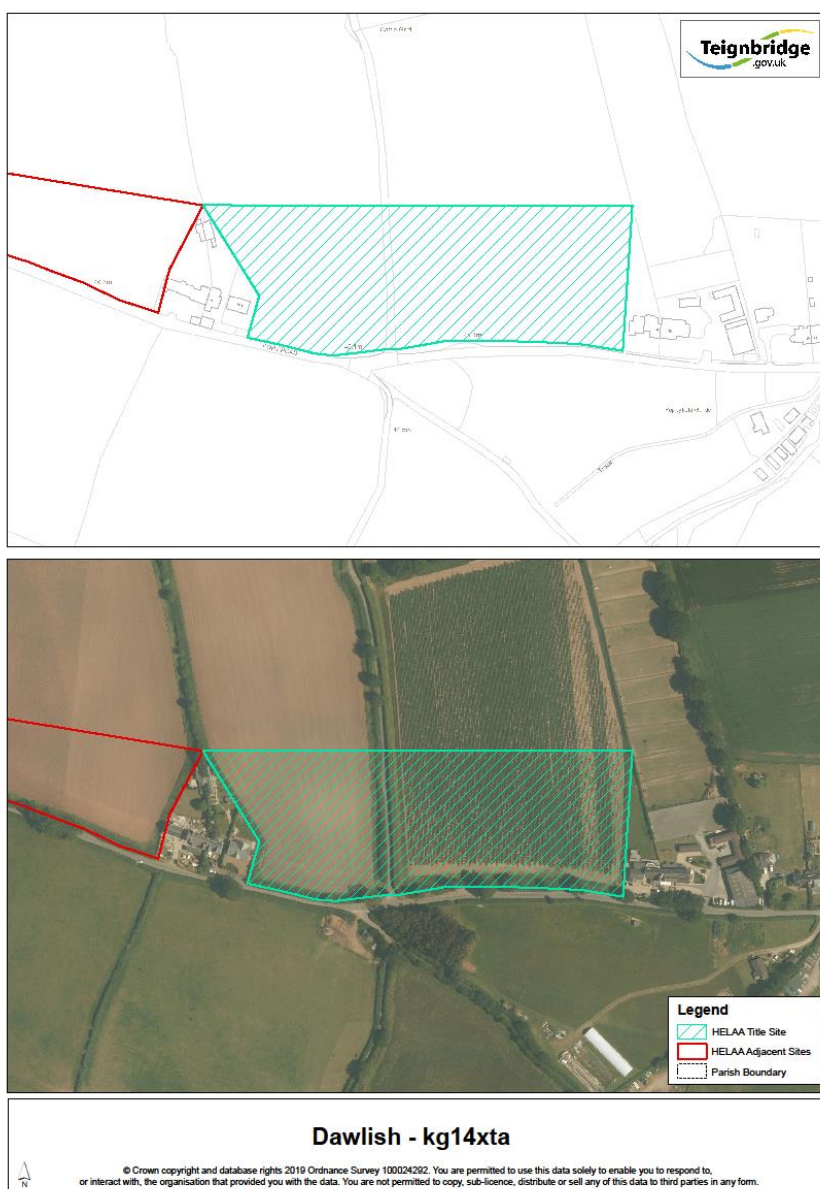 Teignbridge
.gov.uk
Legend
HELAA Title Site
HELAA Adjacent Sites
Parish Boundary
Dawlish - kg14xta
© Crown copyright and database rights 2019 Ordnance Survey 100024292. You are permitted to use this data solely to enable you to respond to,
or interact with, the organisation that provided you with the data. You are not permitted to copy, sub-licence, distribute or sell any of this data to third parties in any form.
N